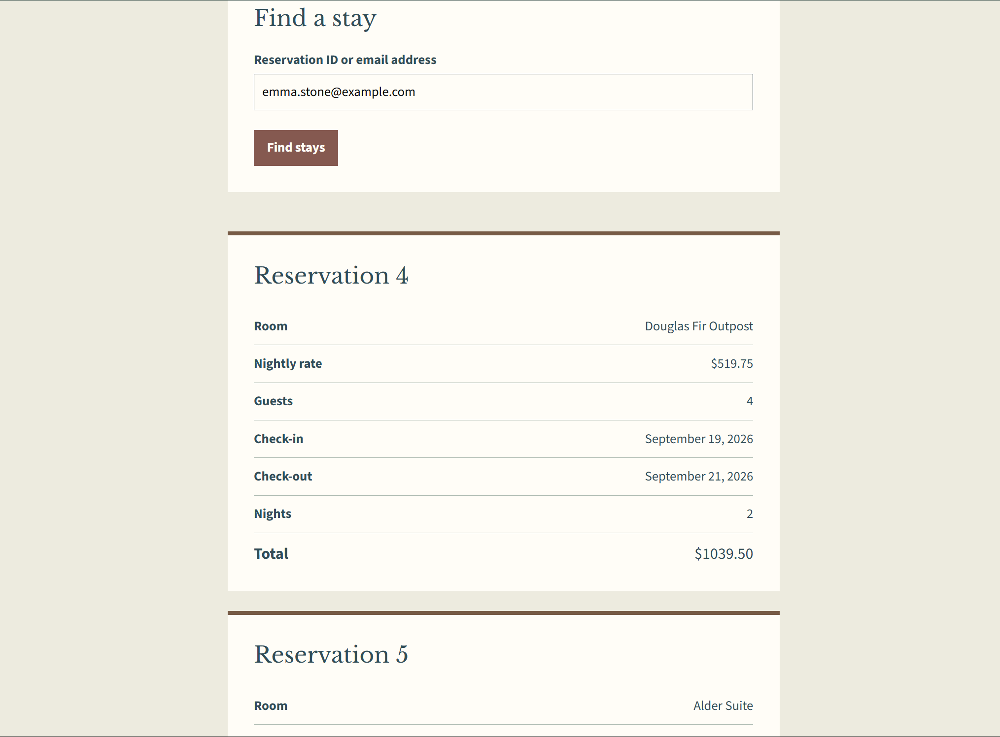 Find a stay
Reservation ID or email address
emma.stone@example.com
Find stays
Reservation 4
Room Douglas Fir Outpost
Nightly rate $519.75
Guests 4
Check-in September 19, 2026
Check-out September 21, 2026
Nights 2
Total $1039.50
Reservation 5
Room Alder Suite